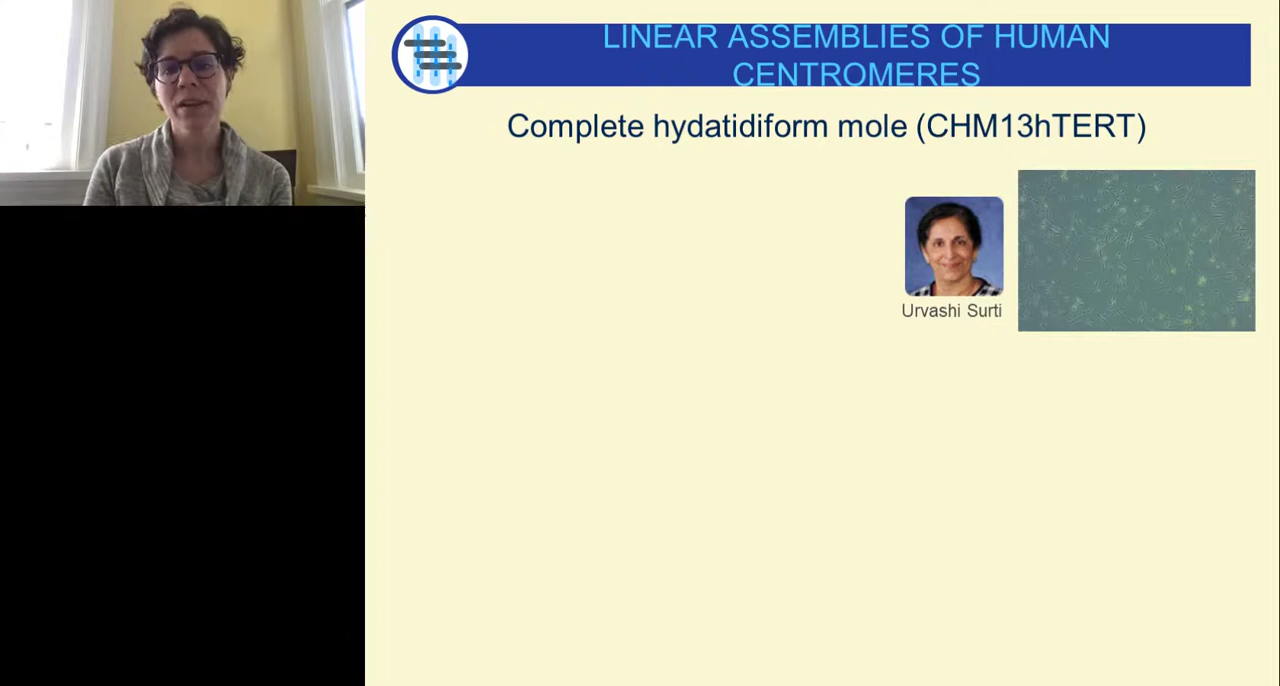 LINEAR ASSEMBLIES OF HUMAN
CENTROMERES
Complete hydatidiform mole (CHM13hTERT)
Urvashi Surti